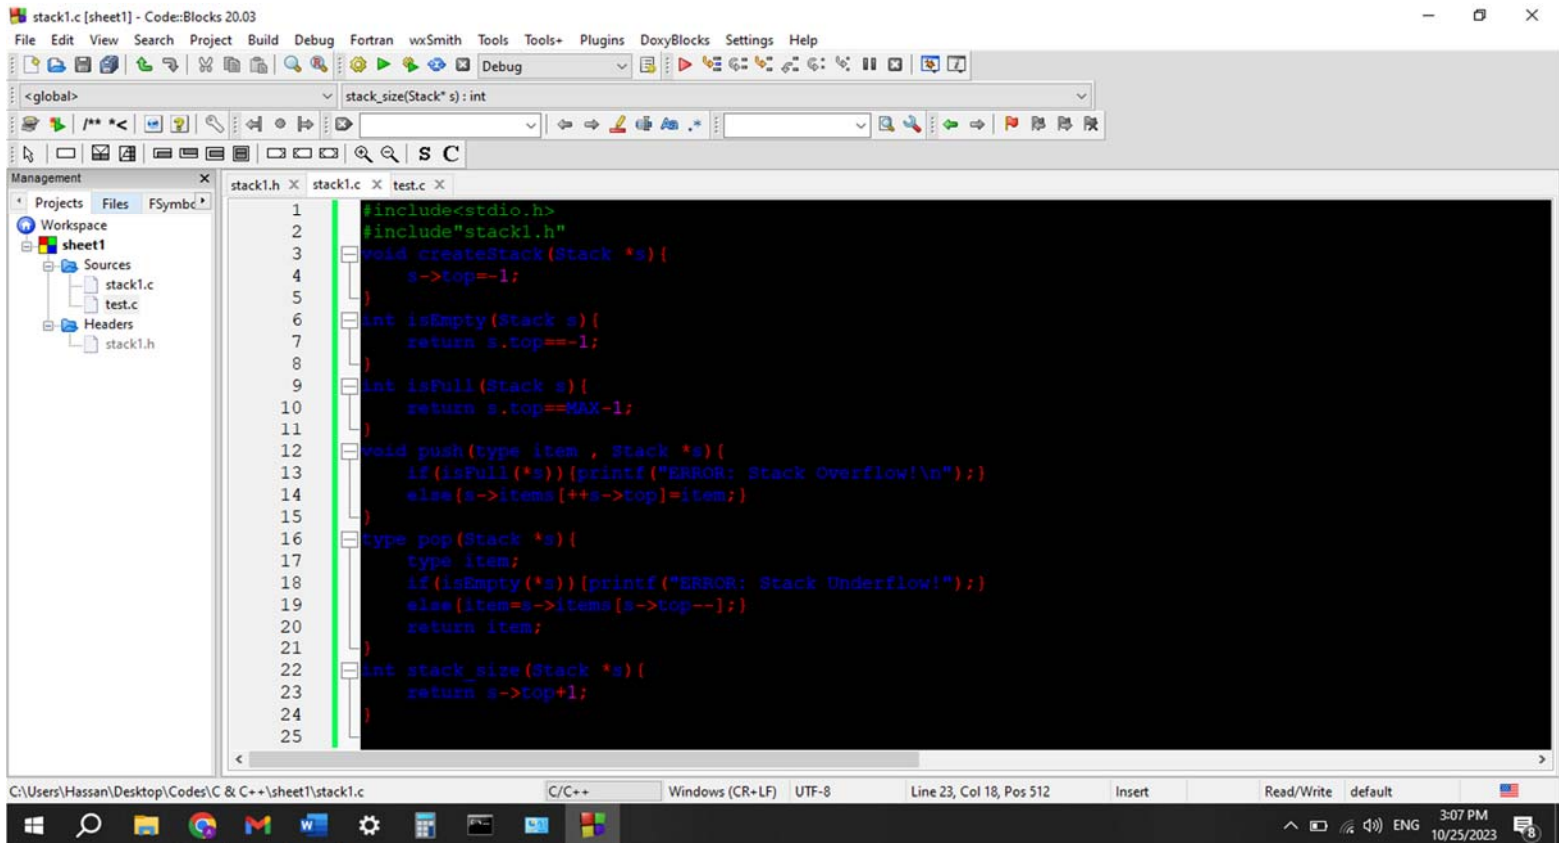 stack1.c [sheet1] - Code::Blocks 20.03
File Edit View Search Project Build Debug Fortran wxSmith Tools Tools+ Plugins DoxyBlocks Settings Help
Debug
<global> stack_size(Stack* s) : int
/** *<
S C
Management
Projects Files FSymbo
stack1.h stack1.c test.c
Workspace
sheet1
Sources
stack1.c
test.c
Headers
stack1.h
1 #include<stdio.h>
2 #include"stack1.h"
3 void createStack(Stack *s){
4 s->top=-1;
5 }
6 int isEmpty(Stack s){
7 return s.top==-1;
8 }
9 int isFull(Stack s){
10 return s.top==MAX-1;
11 }
12 void push(type item , Stack *s){
13 if(isFull(*s)){printf("ERROR: Stack Overflow!\n");}
14 else{s->items[++s->top]=item;}
15 }
16 type pop(Stack *s){
17 type item;
18 if(isEmpty(*s)){printf("ERROR: Stack Underflow!");}
19 else{item=s->items[s->top--];}
20 return item;
21 }
22 int stack_size(Stack *s){
23 return s->top+1;
24 }
25
C:\Users\Hassan\Desktop\Codes\C & C++\sheet1\stack1.c C/C++ Windows (CR+LF) UTF-8 Line 23, Col 18, Pos 512 Insert Read/Write default
ENG 3:07 PM
10/25/2023
8